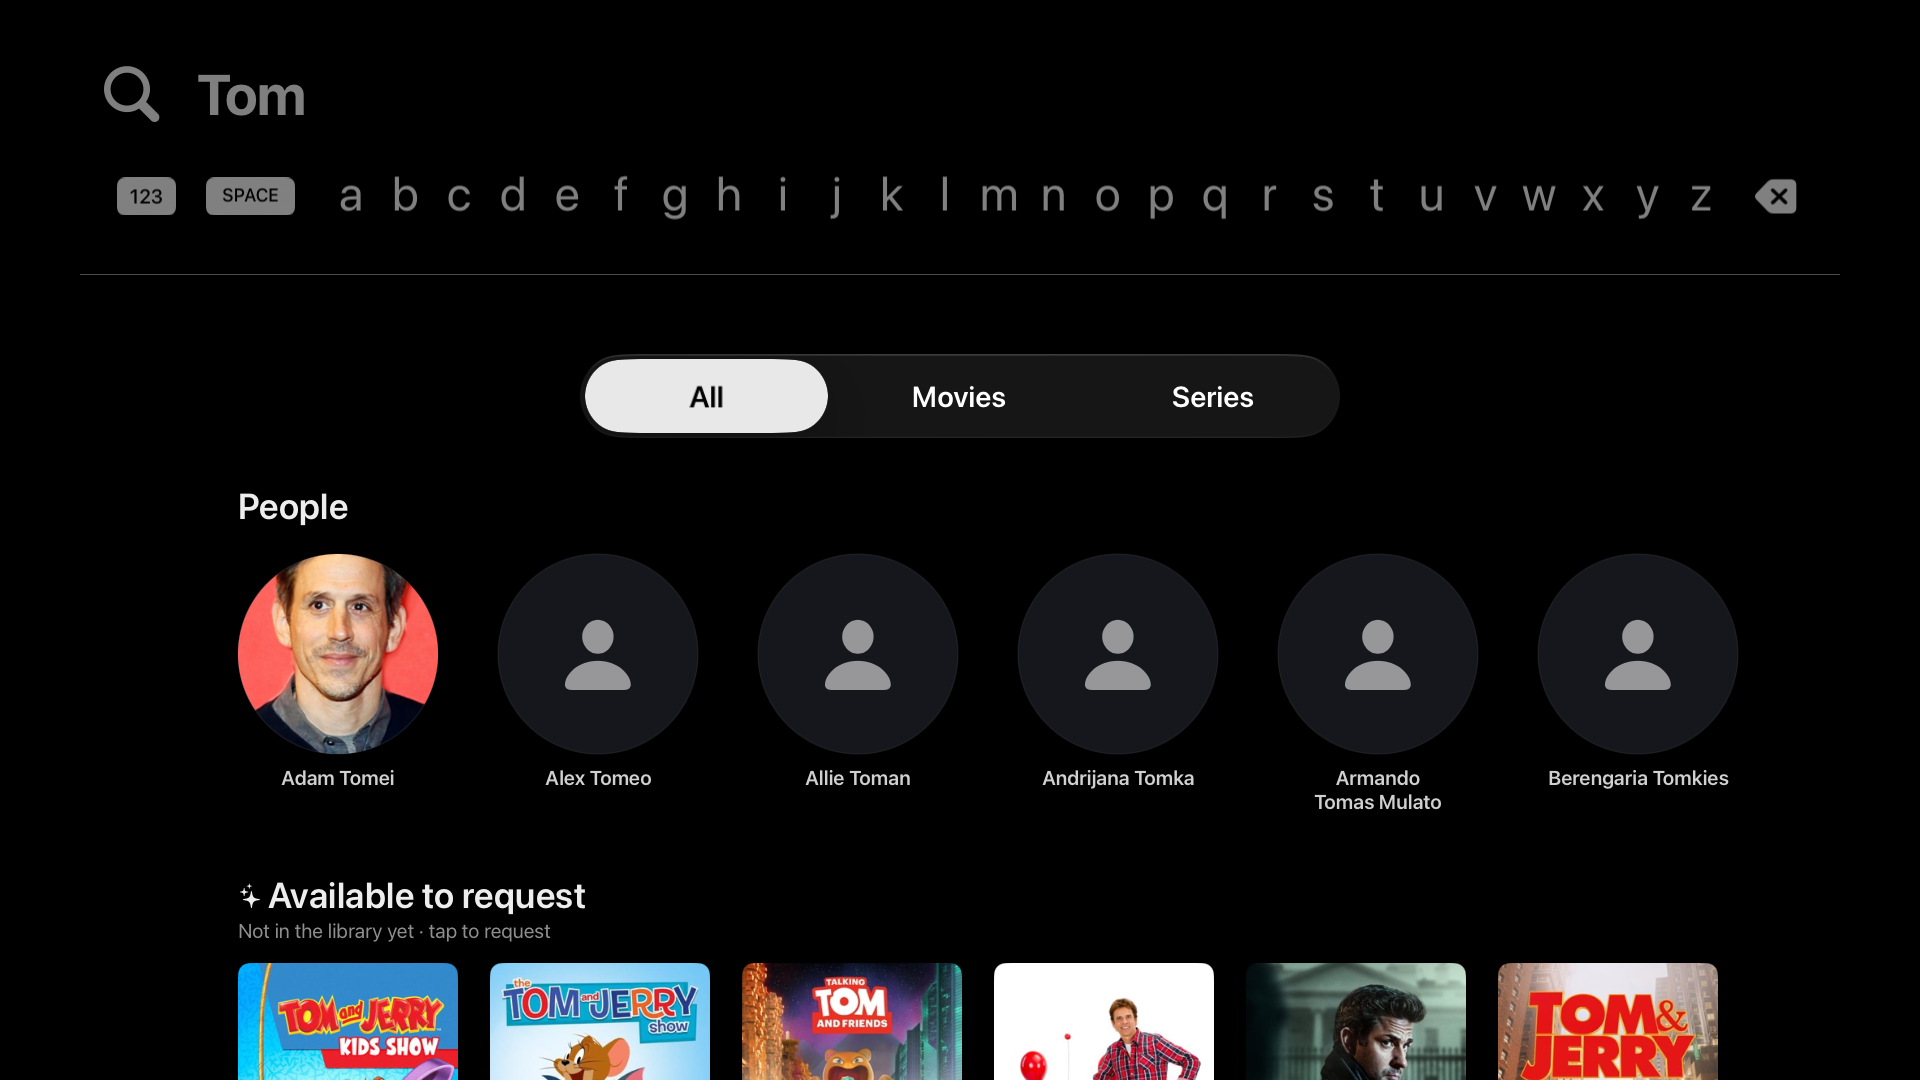 Tom
123 SPACE a b c d e f g h i j k l m n o p q r s t u v w x y z
All Movies Series
People
Adam Tomei
Alex Tomeo
Allie Toman
Andrijana Tomka
Armando
Tomas Mulato
Berengaria Tomkies
Available to request
Not in the library yet · tap to request
TOM and JERRY
KIDS SHOW
the
TOM and JERRY
show
TALKING
TOM
AND FRIENDS
TOM &
JERRY